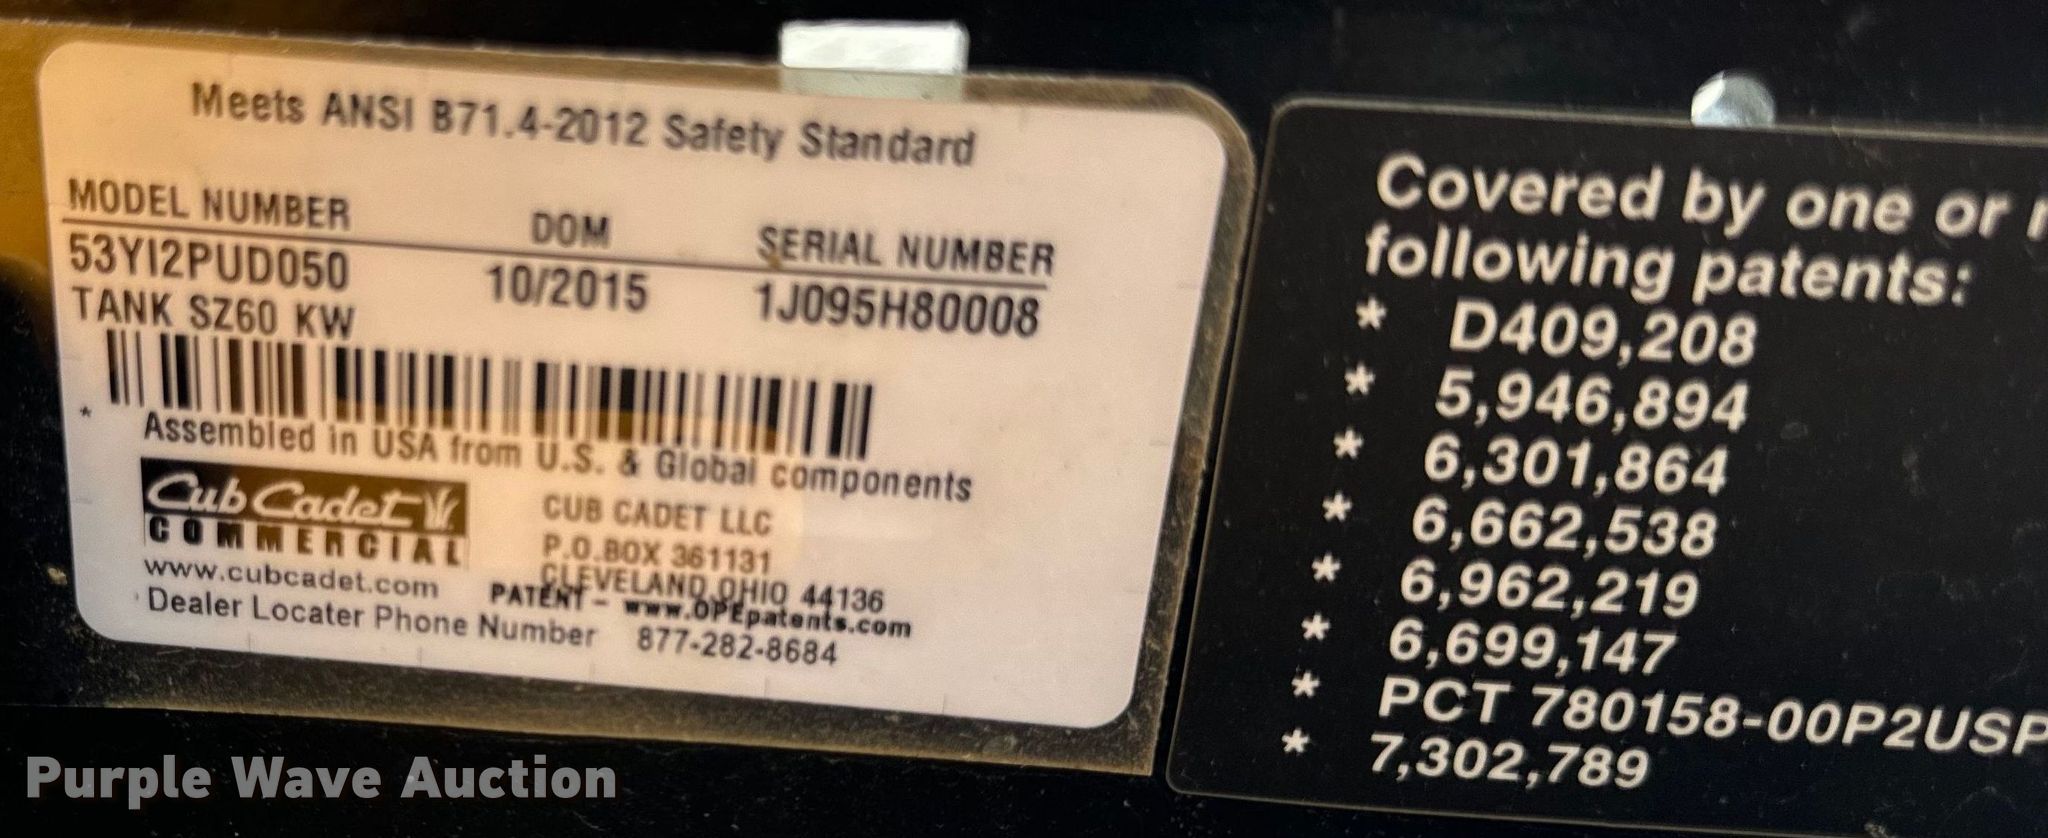 Meets ANSI B71.4-2012 Safety Standard
MODEL NUMBER DOM SERIAL NUMBER
53YI2PUD050 10/2015 1J095H80008
TANK SZ60 KW
* Assembled in USA from U.S. & Global components
Cub Cadet
COMMERCIAL
www.cubcadet.com
CUB CADET LLC
P.O.BOX 361131
CLEVELAND,OHIO 44136
PATENT - www.OPEpatents.com
Dealer Locater Phone Number 877-282-8684
Covered by one or
following patents:
* D409,208
* 5,946,894
* 6,301,864
* 6,662,538
* 6,962,219
* 6,699,147
* PCT 780158-00P2USP
* 7,302,789
Purple Wave Auction